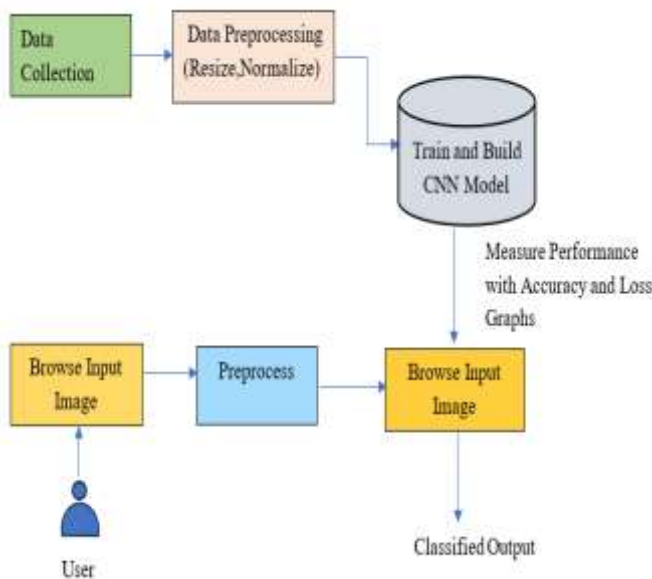 Data
Collection
Data Preprocessing
(Resize,Normalize)
Train and Build
CNN Model
Measure Performance
with Accuracy and Loss
Graphs
Browse Input
Image
Preprocess
Browse Input
Image
User
Classified Output